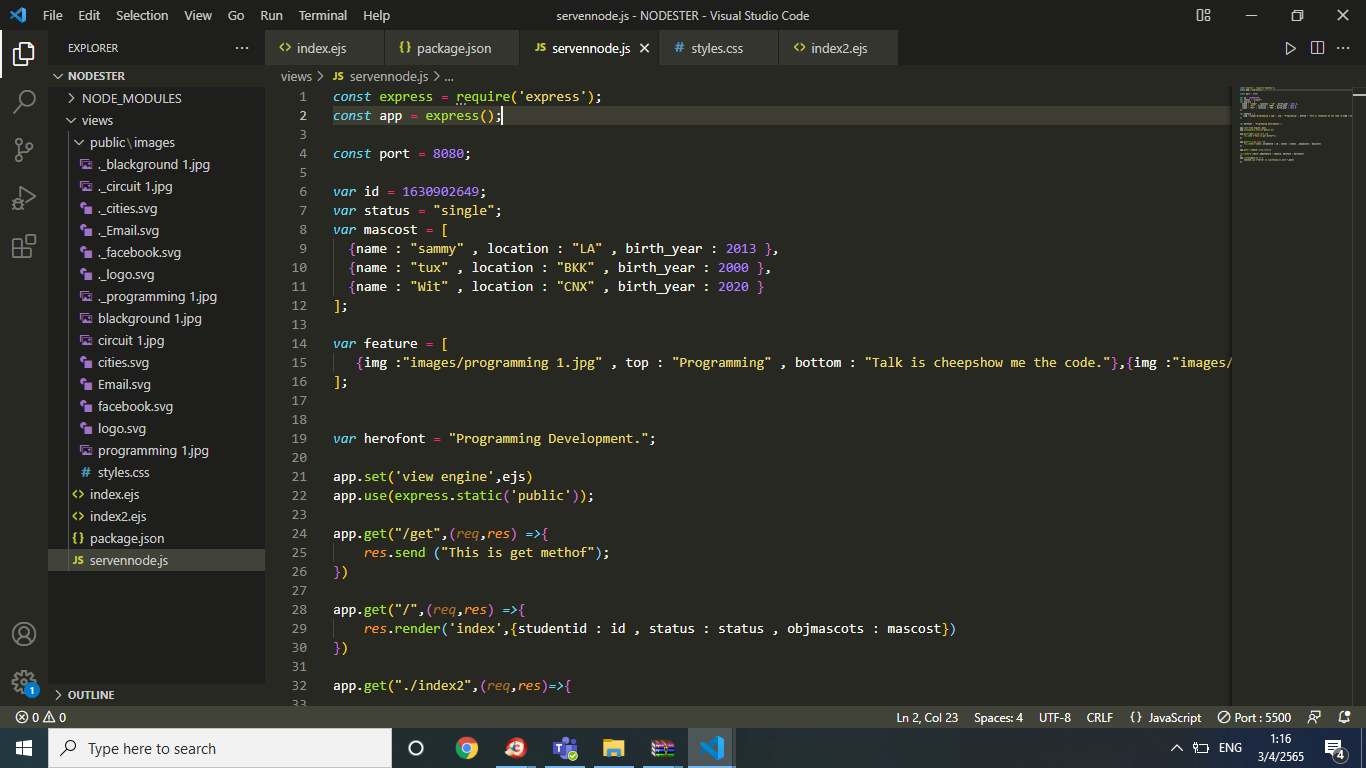 File Edit Selection View Go Run Terminal Help servennode.js - NODESTER - Visual Studio Code
EXPLORER
index.ejs package.json servennode.js styles.css index2.ejs
NODESTER
NODE_MODULES
views
public\images
._blackground 1.jpg
._circuit 1.jpg
._cities.svg
._Email.svg
._facebook.svg
._logo.svg
._programming 1.jpg
blackground 1.jpg
circuit 1.jpg
cities.svg
Email.svg
facebook.svg
logo.svg
programming 1.jpg
styles.css
index.ejs
index2.ejs
package.json
servennode.js
OUTLINE
views > JS servennode.js > ...
1 const express = require('express');
2 const app = express();
3
4 const port = 8080;
5
6 var id = 1630902649;
7 var status = "single";
8 var mascost = [
9 {name : "sammy" , location : "LA" , birth_year : 2013 },
10 {name : "tux" , location : "BKK" , birth_year : 2000 },
11 {name : "Wit" , location : "CNX" , birth_year : 2020 }
12 ];
13
14 var feature = [
15 {img :"images/programming 1.jpg" , top : "Programming" , bottom : "Talk is cheepshow me the code."},{img :"images/
16 ];
17
18
19 var herofont = "Programming Development.";
20
21 app.set('view engine',ejs)
22 app.use(express.static('public'));
23
24 app.get("/get",(req,res) =>{
25 res.send ("This is get methof");
26 })
27
28 app.get("/",(req,res) =>{
29 res.render('index',{studentid : id , status : status , objmascots : mascost})
30 })
31
32 app.get("./index2",(req,res)=>{
33
1
0 0 Ln 2, Col 23 Spaces: 4 UTF-8 CRLF {} JavaScript Port : 5500
Type here to search
ENG
1:16
3/4/2565
4